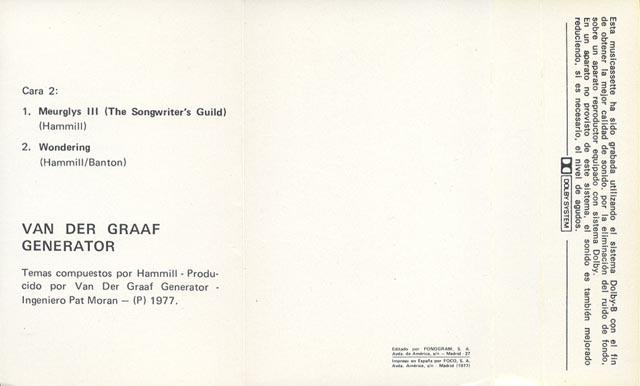 Cara 2:
1. Meurglys III (The Songwriter's Guild)
(Hammill)
2. Wondering
(Hammill/Banton)
VAN DER GRAAF
GENERATOR
Temas compuestos por Hammill - Produ-
cido por Van Der Graaf Generator -
Ingeniero Pat Moran — (P) 1977.
Editado por FONOGRAM, S. A.
Avda. de América, s/n - Madrid - 27
Impreso en España por FOCO, S. A.
Avda. América, s/n - Madrid (1977)
Esta musicassette ha sido grabada utilizando el sistema Dolby-B con el fin
de obtener la mejor calidad de sonido, por la eliminación del ruido de fondo,
sobre un aparato reproductor equipado con sistema Dolby.
En un aparato no provisto de este sistema, el sonido es también mejorado
reduciendo, si es necesario, el nivel de agudos.
DOLBY SYSTEM